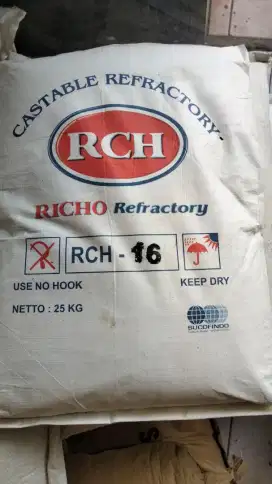 CASTABLE REFRACTORY
RCH
RICHO Refractory
RCH - 16
USE NO HOOK
KEEP DRY
NETTO : 25 KG
SUCOFINDO